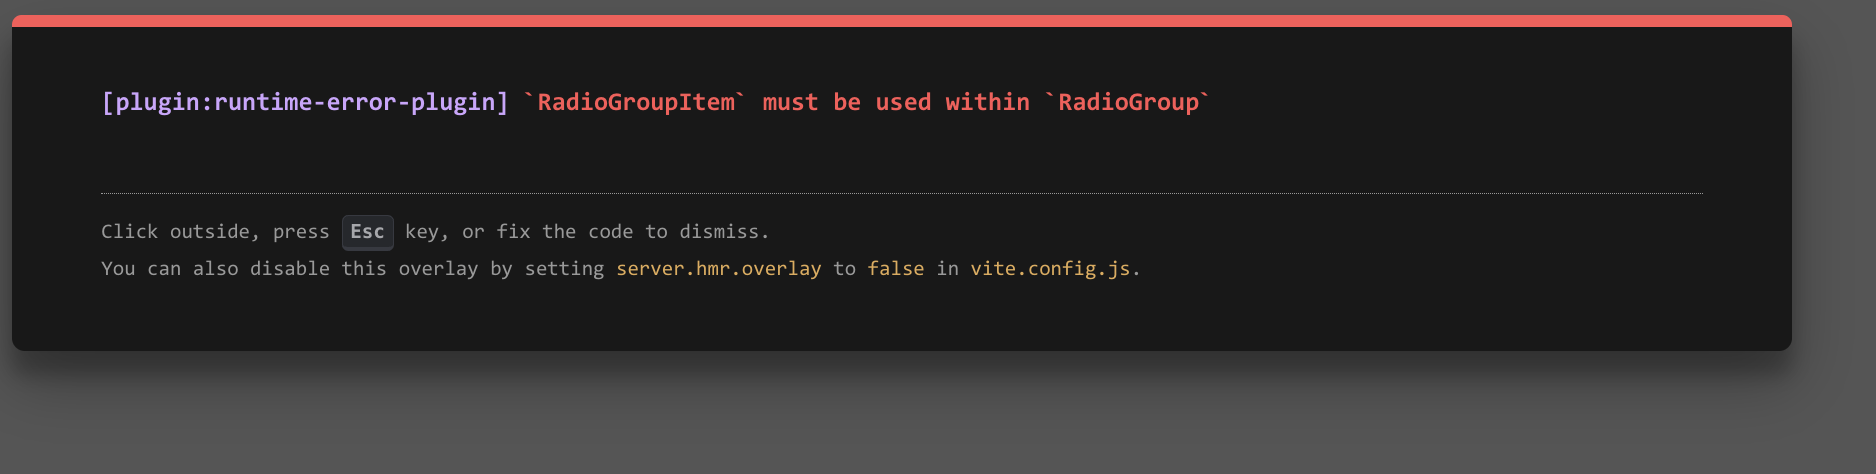 [plugin:runtime-error-plugin] `RadioGroupItem` must be used within `RadioGroup`
Click outside, press Esc key, or fix the code to dismiss.
You can also disable this overlay by setting server.hmr.overlay to false in vite.config.js.